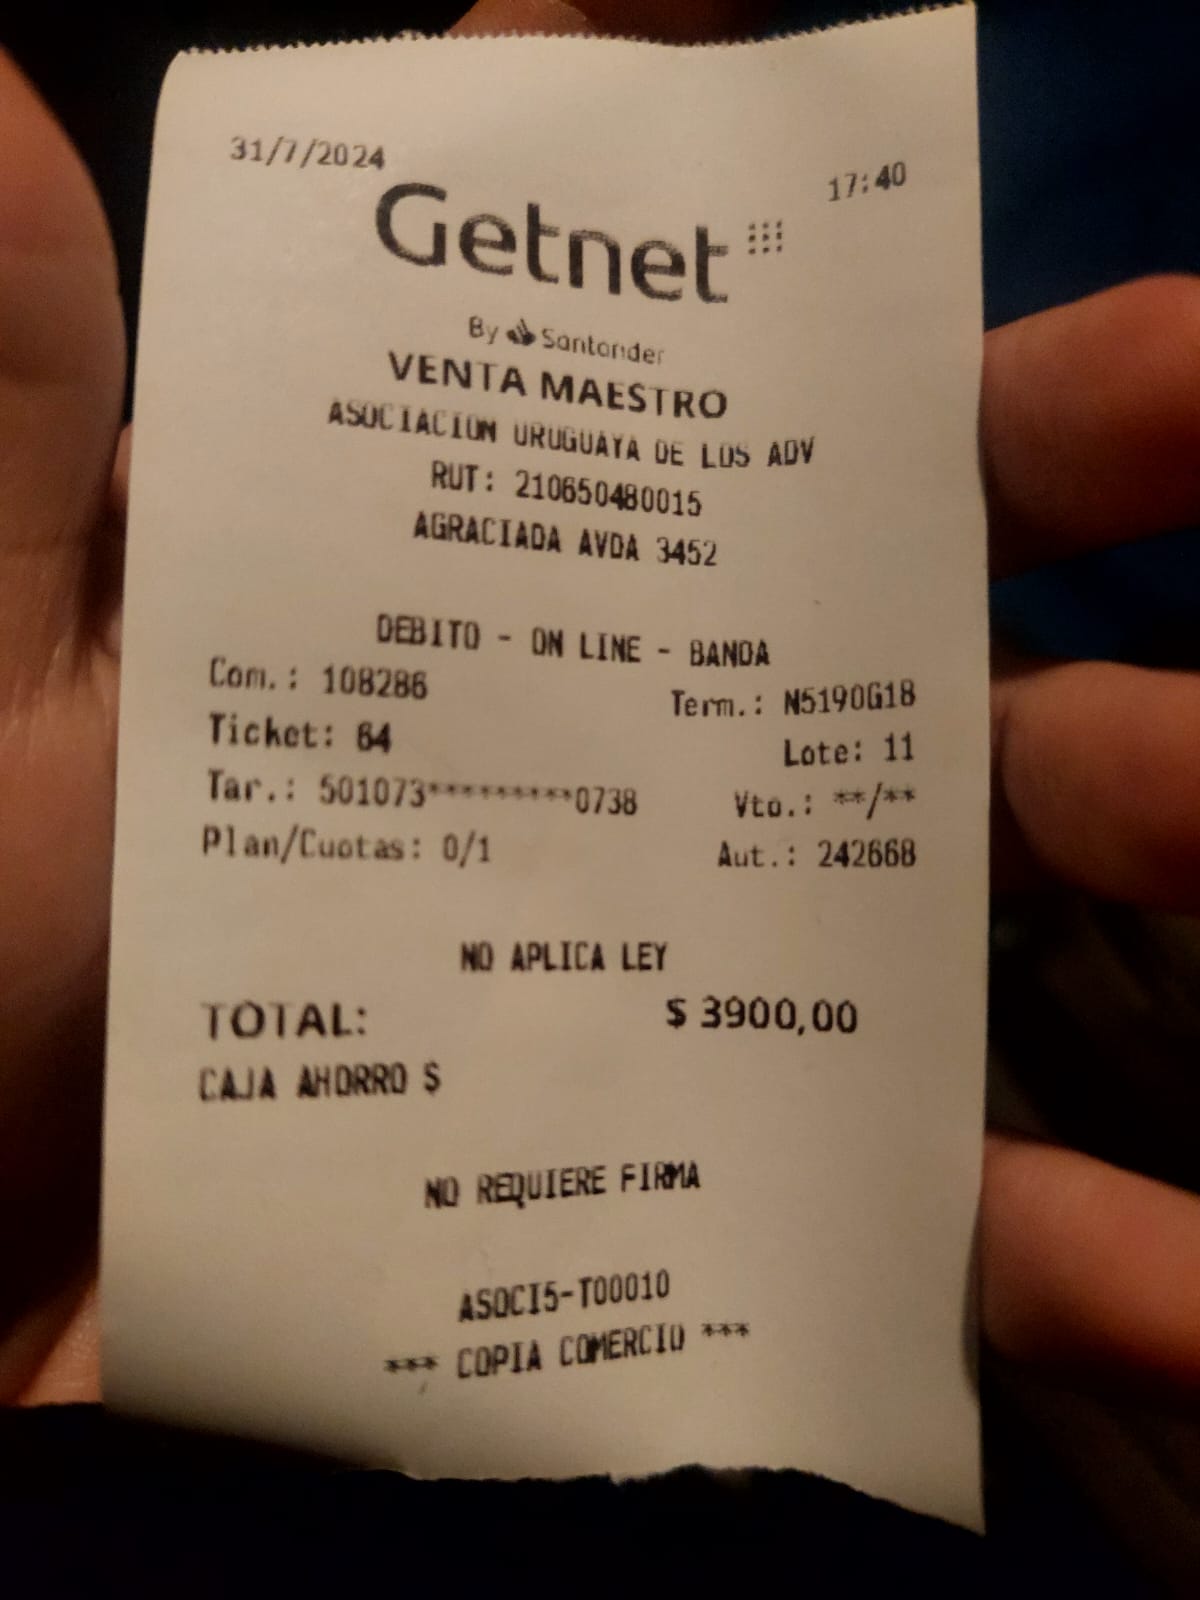 31/7/2024 17:40
Getnet
By Santander
VENTA MAESTRO
ASOCIACION URUGUAYA DE LOS ADV
RUT: 210650480015
AGRACIADA AVDA 3452
DEBITO - ON LINE - BANDA
Com.: 108286 Term.: N5190G18
Ticket: 64 Lote: 11
Tar.: 501073*********0738 Vto.: **/**
Plan/Cuotas: 0/1 Aut.: 242668
NO APLICA LEY
TOTAL: $ 3900,00
CAJA AHORRO $
NO REQUIERE FIRMA
ASOCI5-T00010
*** COPIA COMERCIO ***